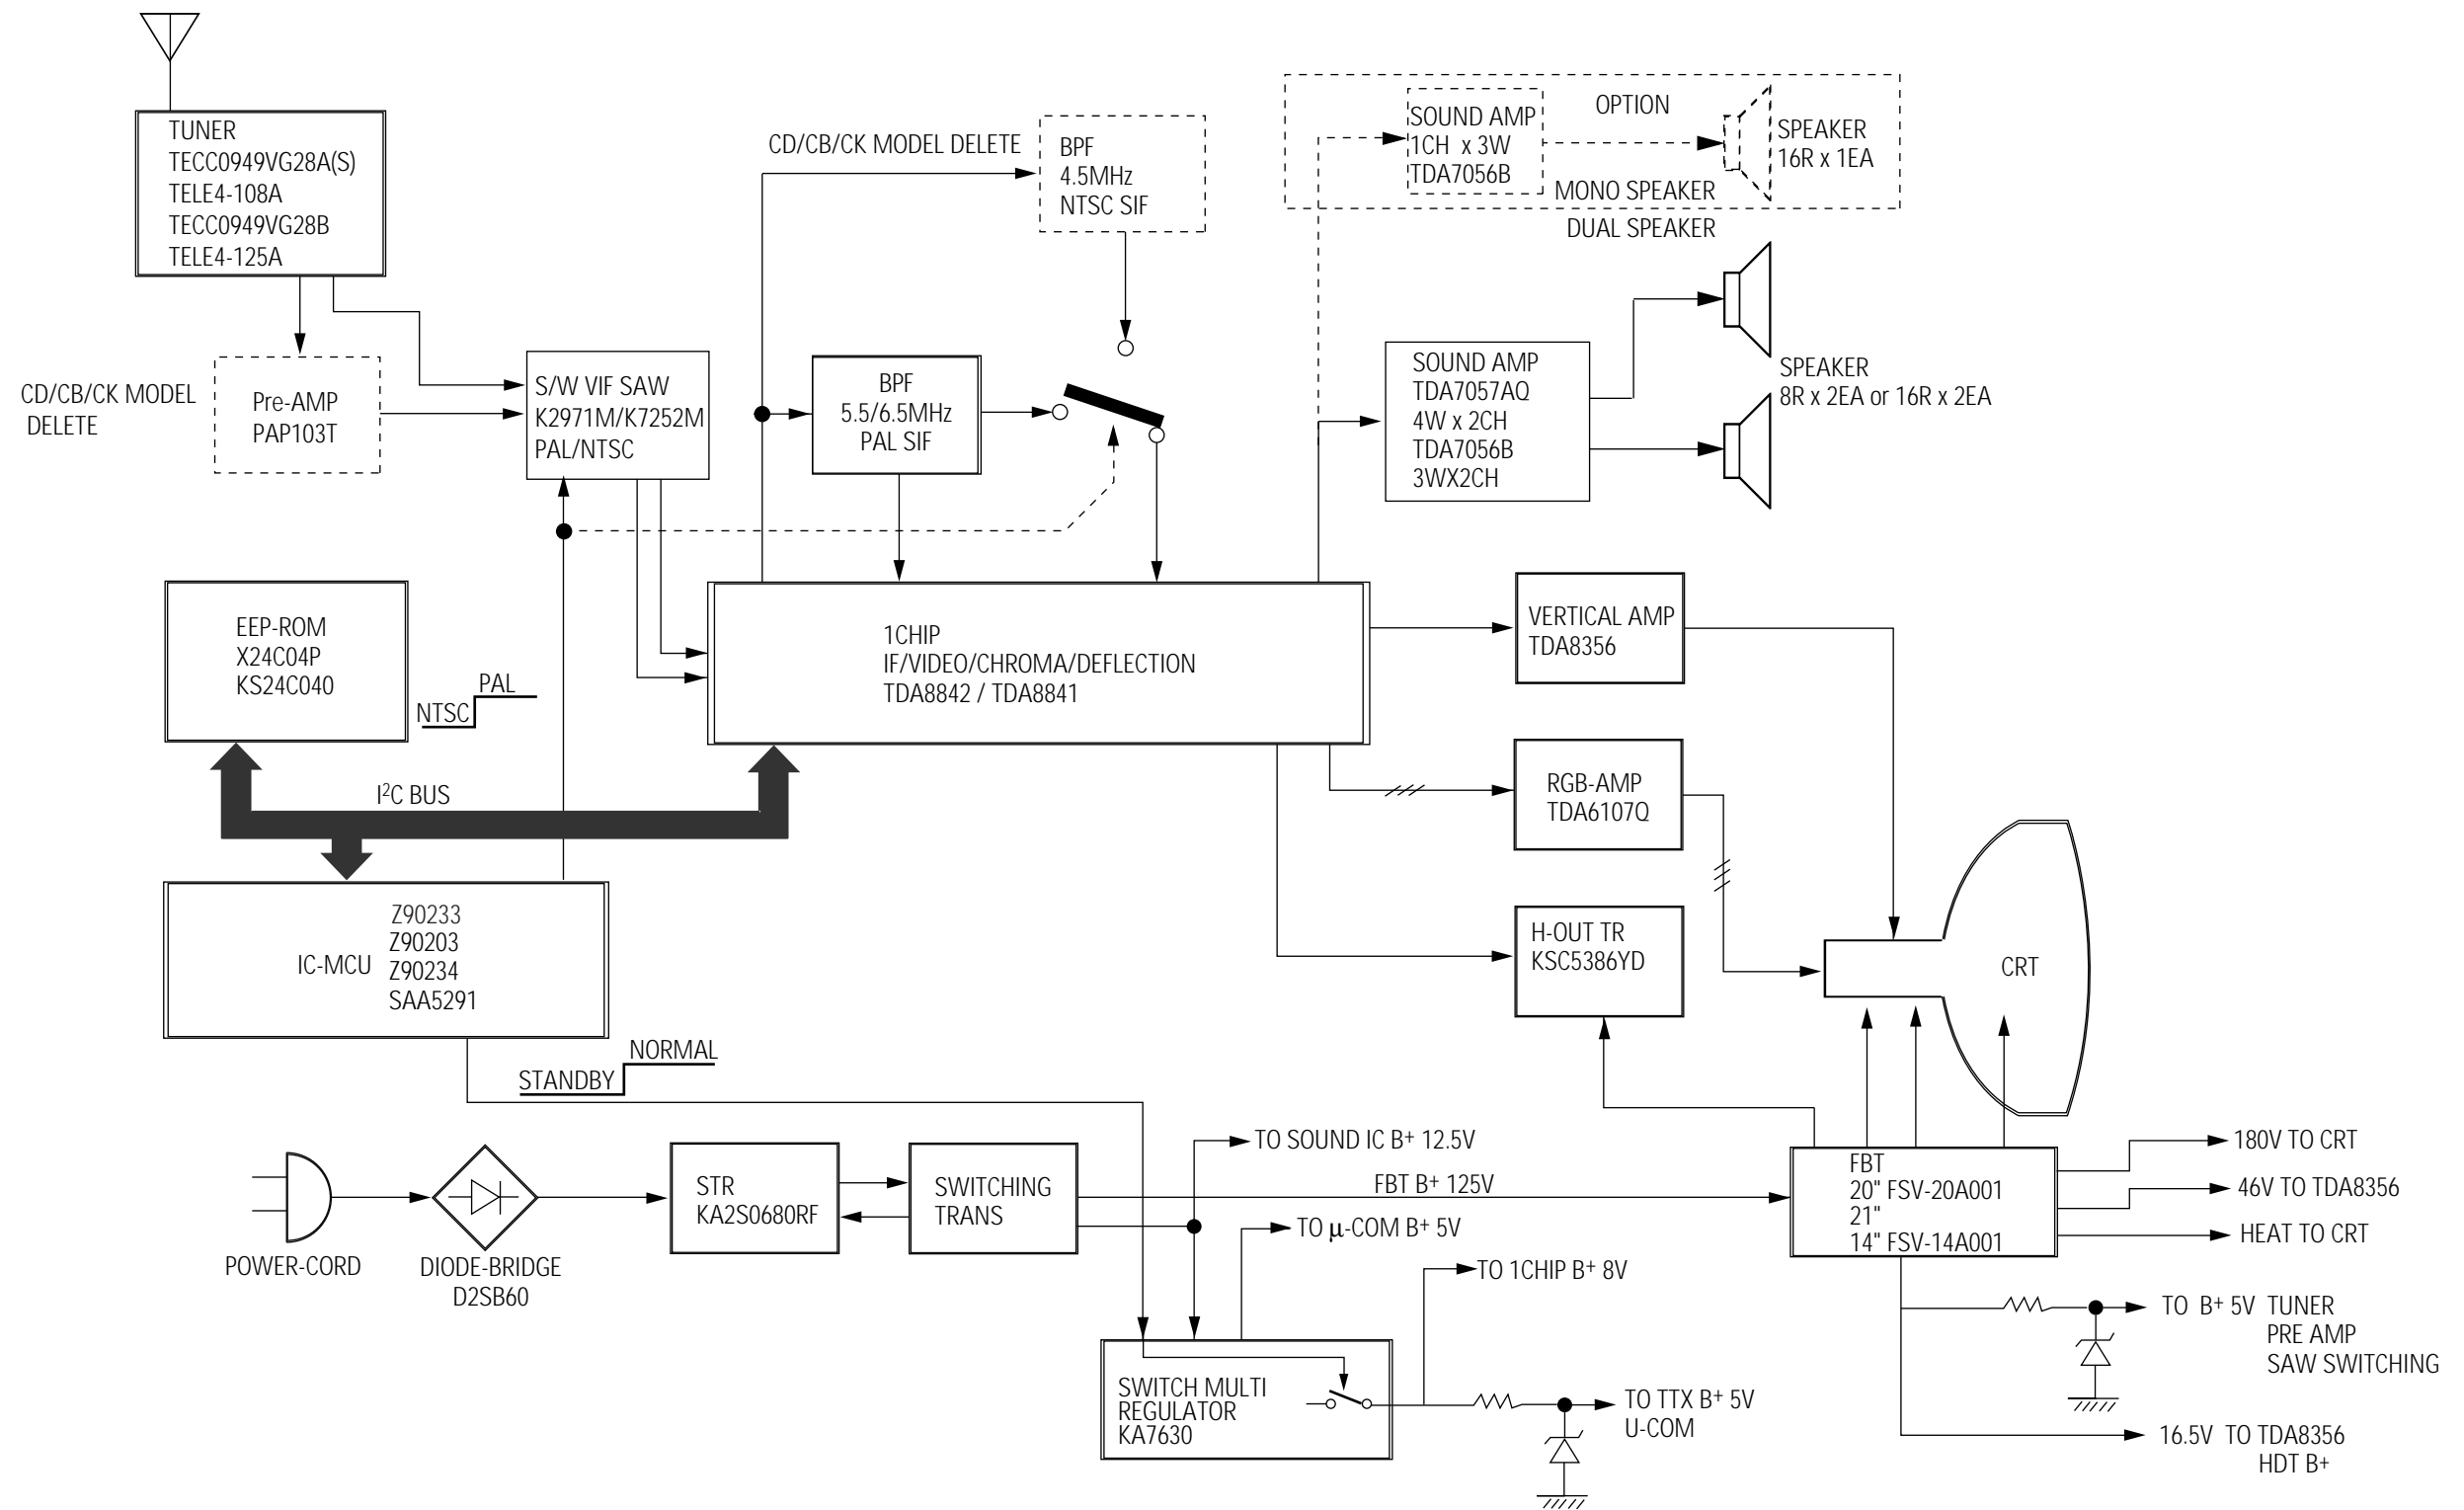 TUNER
TECC0949VG28A(S)
TELE4-108A
TECC0949VG28B
TELE4-125A
CD/CB/CK MODEL DELETE
BPF
4.5MHz
NTSC SIF
SOUND AMP
1CH x 3W
TDA7056B
OPTION
SPEAKER
16R x 1EA
MONO SPEAKER
DUAL SPEAKER
CD/CB/CK MODEL
DELETE
Pre-AMP
PAP103T
S/W VIF SAW
K2971M/K7252M
PAL/NTSC
BPF
5.5/6.5MHz
PAL SIF
SOUND AMP
TDA7057AQ
4W x 2CH
TDA7056B
3WX2CH
SPEAKER
8R x 2EA or 16R x 2EA
EEP-ROM
X24C04P
KS24C040
PAL
NTSC
1CHIP
IF/VIDEO/CHROMA/DEFLECTION
TDA8842 / TDA8841
VERTICAL AMP
TDA8356
I²C BUS
RGB-AMP
TDA6107Q
IC-MCU
Z90233
Z90203
Z90234
SAA5291
H-OUT TR
KSC5386YD
CRT
NORMAL
STANDBY
POWER-CORD
DIODE-BRIDGE
D2SB60
STR
KA2S0680RF
SWITCHING
TRANS
TO SOUND IC B+ 12.5V
FBT B+ 125V
TO μ-COM B+ 5V
TO 1CHIP B+ 8V
FBT
20" FSV-20A001
21"
14" FSV-14A001
180V TO CRT
46V TO TDA8356
HEAT TO CRT
TO B+ 5V TUNER
PRE AMP
SAW SWITCHING
SWITCH MULTI
REGULATOR
KA7630
TO TTX B+ 5V
U-COM
16.5V TO TDA8356
HDT B+